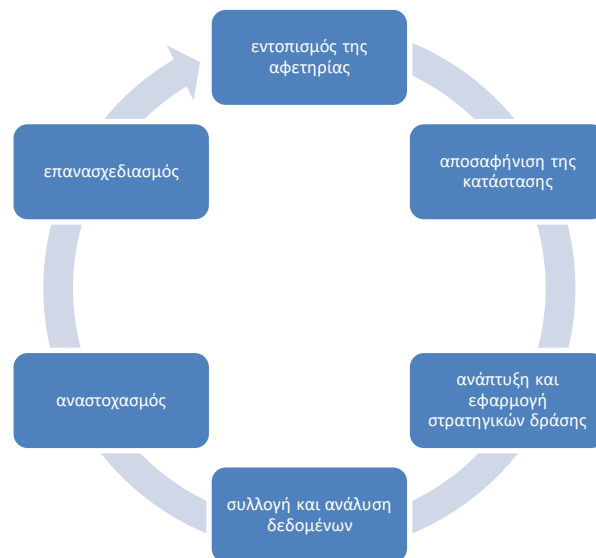 εντοπισμός της
αφετηρίας
αποσαφήνιση της
κατάστασης
ανάπτυξη και
εφαρμογή
στρατηγικών δράσης
συλλογή και ανάλυση
δεδομένων
αναστοχασμός
επανασχεδιασμός